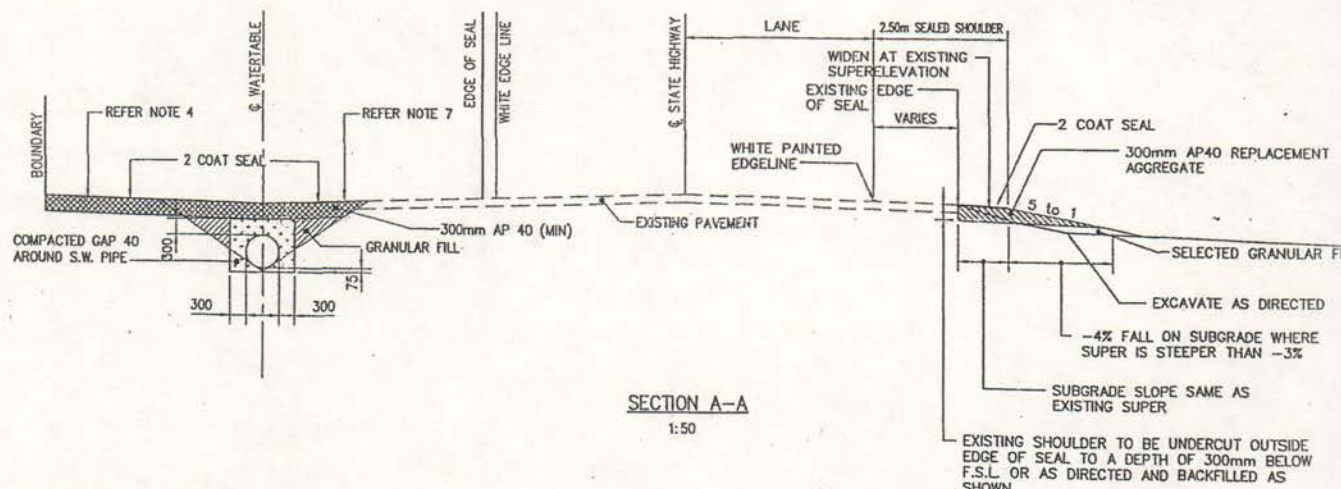 LANE
2.50m SEALED SHOULDER
WIDEN AT EXISTING
SUPERELEVATION
EXISTING EDGE
OF SEAL
VARIES
2 COAT SEAL
300mm AP40 REPLACEMENT
AGGREGATE
WHITE PAINTED
EDGELINE
5 to 1
℄ STATE HIGHWAY
EDGE OF SEAL
WHITE EDGE LINE
℄ WATERTABLE
BOUNDARY
REFER NOTE 4
REFER NOTE 7
2 COAT SEAL
300mm AP 40 (MIN)
EXISTING PAVEMENT
GRANULAR FILL
COMPACTED GAP 40
AROUND S.W. PIPE
300
75
300
300
SELECTED GRANULAR
EXCAVATE AS DIRECTED
-4% FALL ON SUBGRADE WHERE
SUPER IS STEEPER THAN -3%
SUBGRADE SLOPE SAME AS
EXISTING SUPER
SECTION A-A
1:50
EXISTING SHOULDER TO BE UNDERCUT OUTSIDE
EDGE OF SEAL TO A DEPTH OF 300mm BELOW
F.S.L. OR AS DIRECTED AND BACKFILLED AS
SHOWN